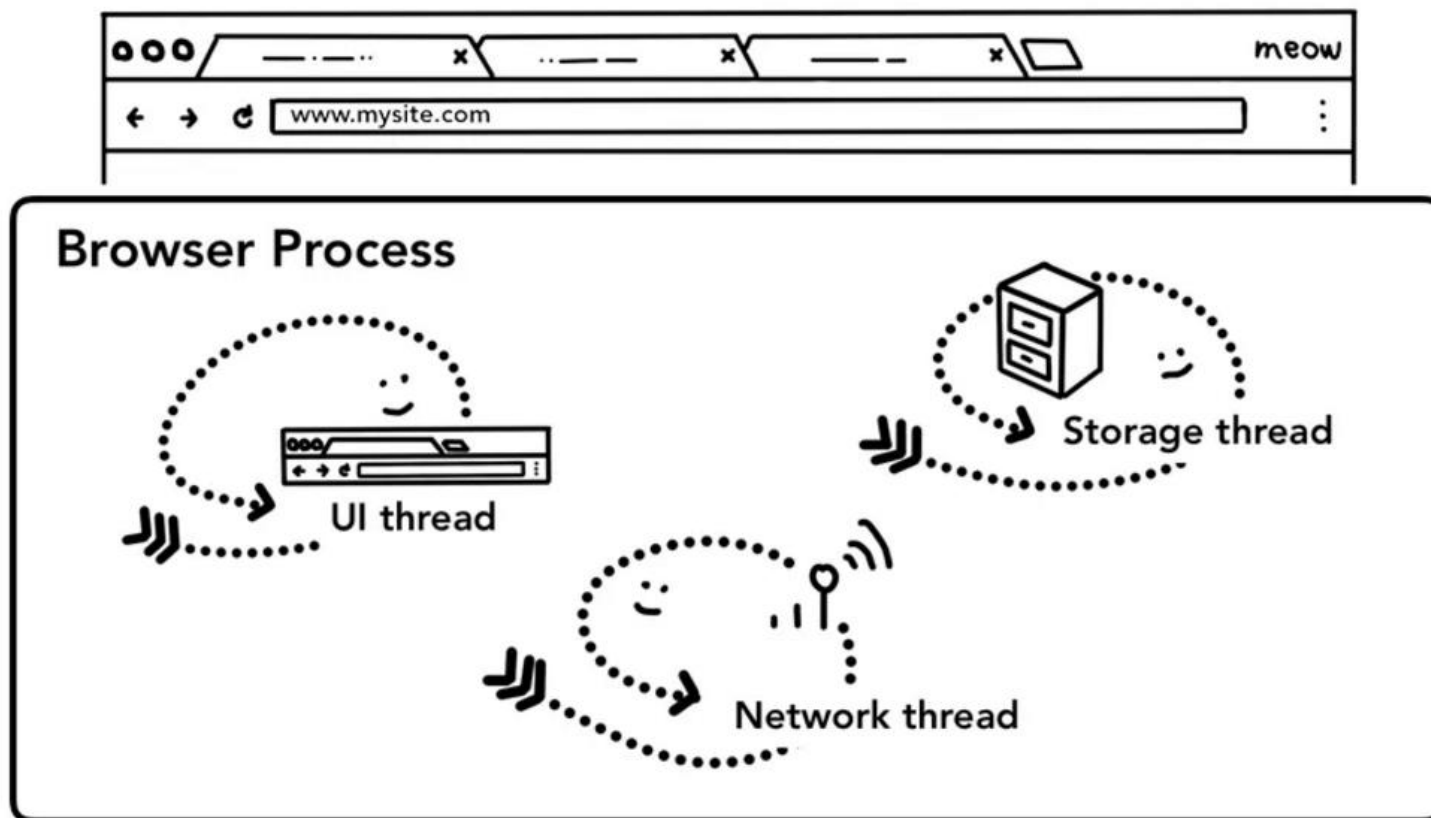 meow
www.mysite.com
Browser Process
Storage thread
UI thread
Network thread